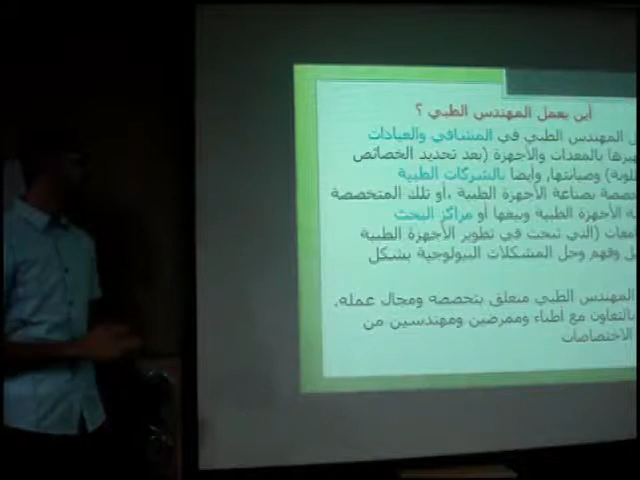 أين يعمل المهندس الطبي ؟
المهندس الطبي في المشافي والعيادات
بالمعدات والأجهزة (بعد تحديد الخصائص
وصيانتها, وأيضا بالشركات الطبية
بصناعة الأجهزة الطبية ,أو تلك المتخصصة
الأجهزة الطبية وبيعها أو مراكز البحث
(التي تبحث في تطوير الأجهزة الطبية
وفهم وحل المشكلات البيولوجية بشكل
المهندس الطبي متعلق بتخصصه ومجال عمله,
بالتعاون مع أطباء وممرضين ومهندسين من
الاختصاصات